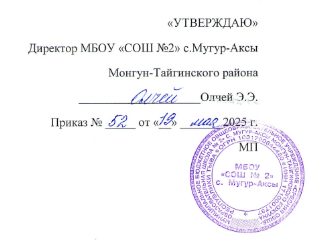 «УТВЕРЖДАЮ»
Директор МБОУ «СОШ №2» с.Мугур-Аксы
Монгун-Тайгинского района
Олчей Олчей Э.Э.
Приказ № 52 от «19» мая 2025 г.
МП
МБОУ
«СОШ № 2»
с. Мугур-Аксы